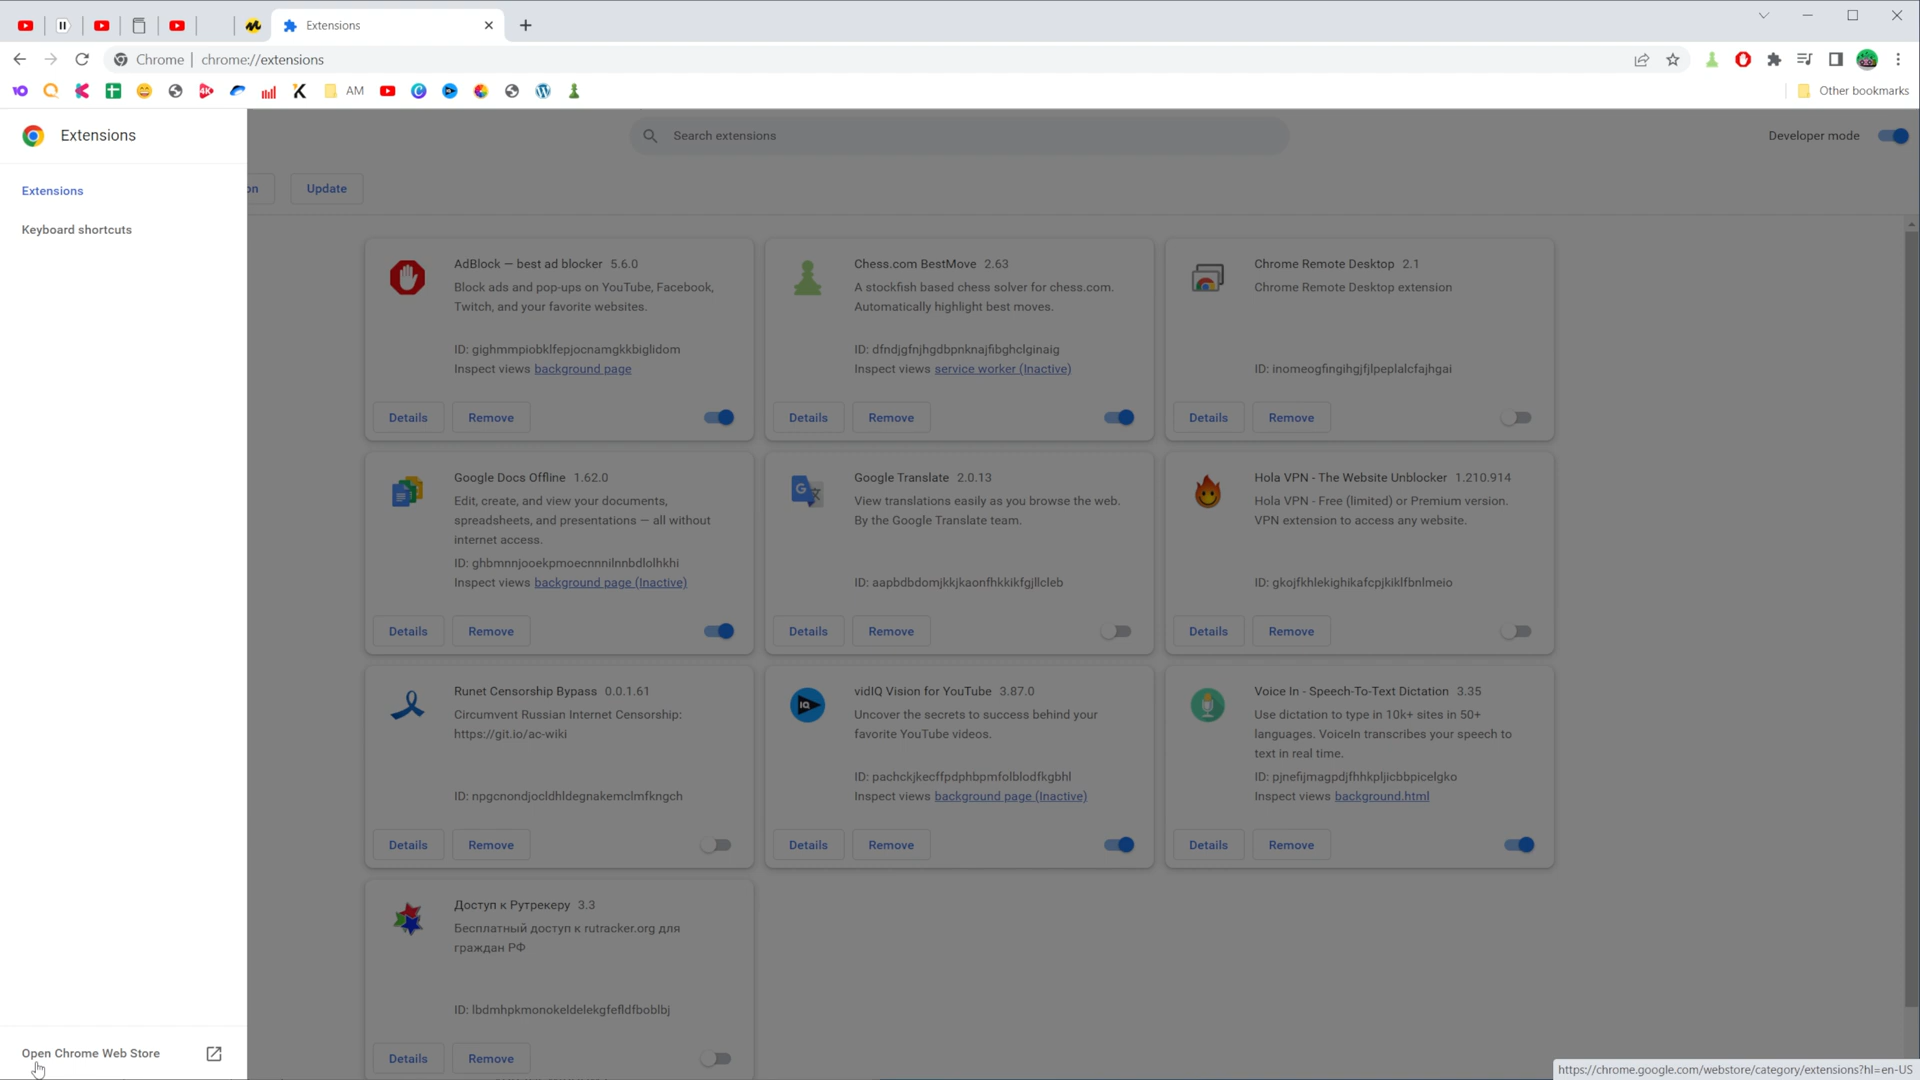 Extensions
Chrome | chrome://extensions
AM
Other bookmarks
Extensions
Search extensions
Developer mode
Extensions
Keyboard shortcuts
on
Update
AdBlock — best ad blocker 5.6.0
Block ads and pop-ups on YouTube, Facebook,
Twitch, and your favorite websites.
ID: gighmmpiobklfepjocnamgkkbiglidom
Inspect views background page
Details
Remove
Chess.com BestMove 2.63
A stockfish based chess solver for chess.com.
Automatically highlight best moves.
ID: dfndjgfnjhgdbpnknajfibghclginaig
Inspect views service worker (Inactive)
Details
Remove
Chrome Remote Desktop 2.1
Chrome Remote Desktop extension
ID: inomeogfingihgjfjlpeplalcfajhgai
Details
Remove
Google Docs Offline 1.62.0
Edit, create, and view your documents,
spreadsheets, and presentations — all without
internet access.
ID: ghbmnnjooekpmoecnnnilnnbdlolhkhi
Inspect views background page (Inactive)
Details
Remove
Google Translate 2.0.13
View translations easily as you browse the web.
By the Google Translate team.
ID: aapbdbdomjkkjkaonfhkkikfgjllcleb
Details
Remove
Hola VPN - The Website Unblocker 1.210.914
Hola VPN - Free (limited) or Premium version.
VPN extension to access any website.
ID: gkojfkhlekighikafcpjkiklfbnlmeio
Details
Remove
Runet Censorship Bypass 0.0.1.61
Circumvent Russian Internet Censorship:
https://git.io/ac-wiki
ID: npgcnondjocldhldegnakemclmfkngch
Details
Remove
vidIQ Vision for YouTube 3.87.0
Uncover the secrets to success behind your
favorite YouTube videos.
ID: pachckjkecffpdphbpmfolblodfkgbhl
Inspect views background page (Inactive)
Details
Remove
Voice In - Speech-To-Text Dictation 3.35
Use dictation to type in 10k+ sites in 50+
languages. VoiceIn transcribes your speech to
text in real time.
ID: pjnefijmagpdjfhhkpljicbbpicelgko
Inspect views background.html
Details
Remove
Доступ к Рутрекеру 3.3
Бесплатный доступ к rutracker.org для
граждан РФ
ID: lbdmhpkmonokeldelekgfefldfboblbj
Details
Remove
Open Chrome Web Store
https://chrome.google.com/webstore/category/extensions?hl=en-US